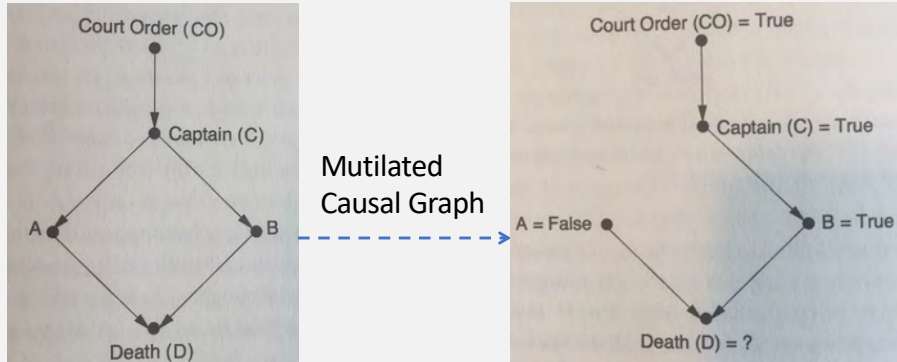 Court Order (CO)
Captain (C)
A
B
Death (D)
Mutilated
Causal Graph
Court Order (CO) = True
Captain (C) = True
A = False
B = True
Death (D) = ?